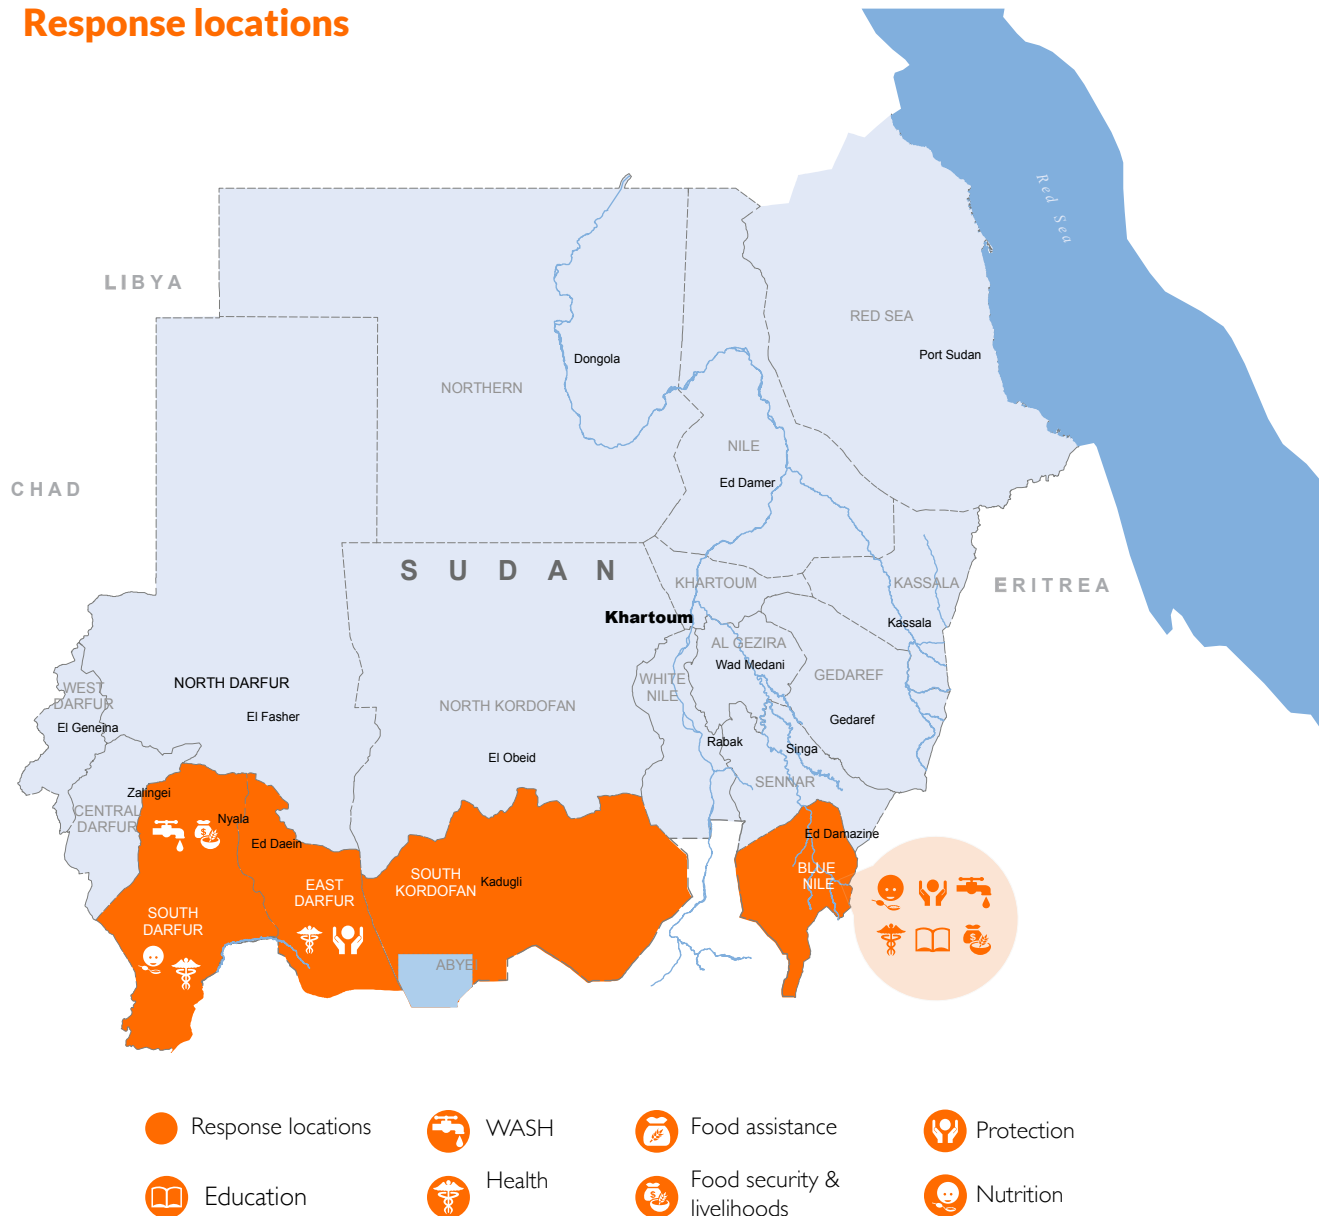 Response locations
Red Sea
LIBYA
RED SEA
Port Sudan
Dongola
NORTHERN
NILE
CHAD
Ed Damer
SUDAN
KHARTOUM
KASSALA
ERITREA
Khartoum
Kassala
AL GEZIRA
Wad Medani
GEDAREF
WEST
DARFUR
NORTH DARFUR
WHITE
NILE
El Geneina
El Fasher
NORTH KORDOFAN
Gedaref
Rabak
Singa
El Obeid
SENNAR
Zalingei
CENTRAL
DARFUR
Nyala
Ed Daein
Ed Damazine
EAST
DARFUR
SOUTH
KORDOFAN
Kadugli
BLUE
NILE
SOUTH
DARFUR
ABYEI
Response locations
WASH
Food assistance
Protection
Education
Health
Food security &
livelihoods
Nutrition